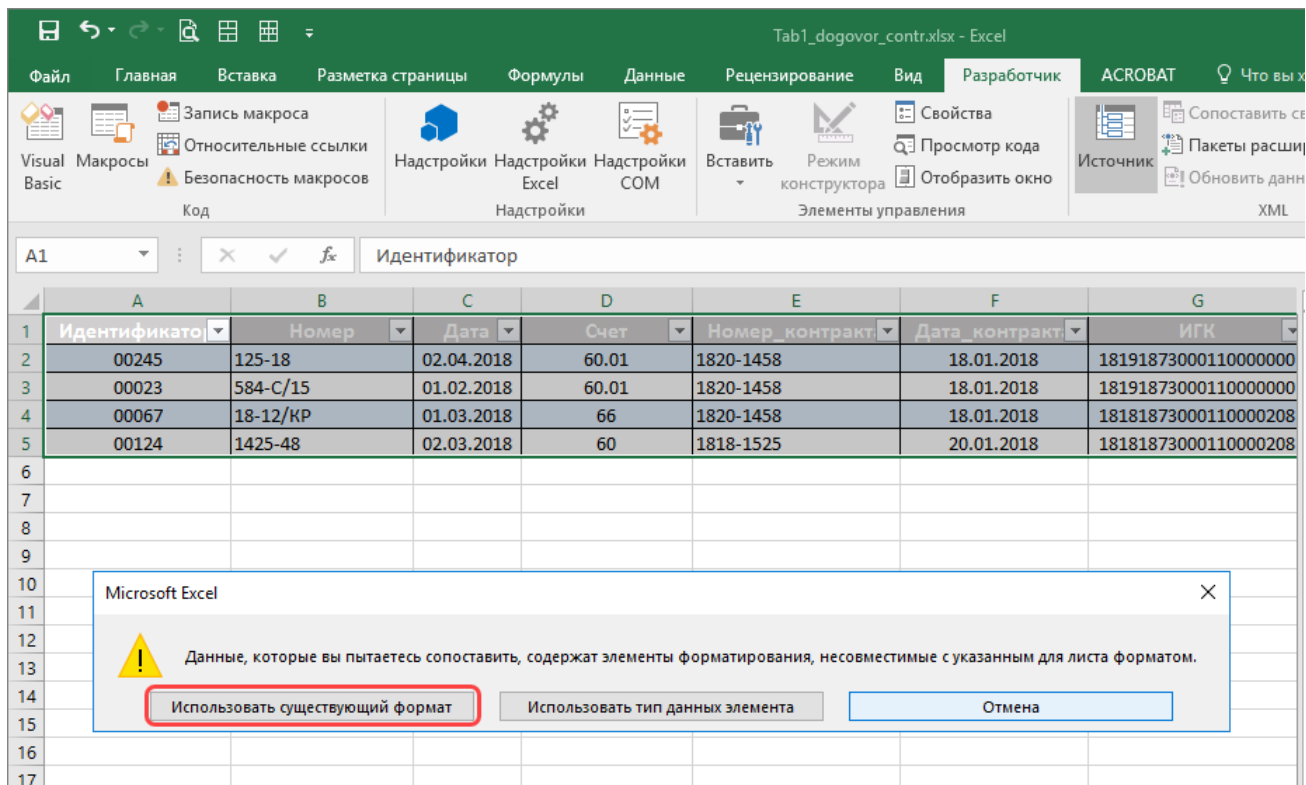 Tab1_dogovor_contr.xlsx - Excel
Файл Главная Вставка Разметка страницы Формулы Данные Рецензирование Вид Разработчик ACROBAT Что вы х
Visual Basic
Макросы
Запись макроса
Относительные ссылки
Безопасность макросов
Код
Надстройки
Надстройки Excel
Надстройки COM
Надстройки
Вставить
Режим конструктора
Свойства
Просмотр кода
Отобразить окно
Элементы управления
Источник
Сопоставить св
Пакеты расшир
Обновить данн
XML
A1 fx Идентификатор
A B C D E F G
1 Идентификатор Номер Дата Счет Номер_контракт Дата_контракт ИГК
2 00245 125-18 02.04.2018 60.01 1820-1458 18.01.2018 18191873000110000000
3 00023 584-С/15 01.02.2018 60.01 1820-1458 18.01.2018 18191873000110000000
4 00067 18-12/КР 01.03.2018 66 1820-1458 18.01.2018 18181873000110000208
5 00124 1425-48 02.03.2018 60 1818-1525 20.01.2018 18181873000110000208
6
7
8
9
10
11
12
13
14
15
16
17
Microsoft Excel
Данные, которые вы пытаетесь сопоставить, содержат элементы форматирования, несовместимые с указанным для листа форматом.
Использовать существующий формат Использовать тип данных элемента Отмена